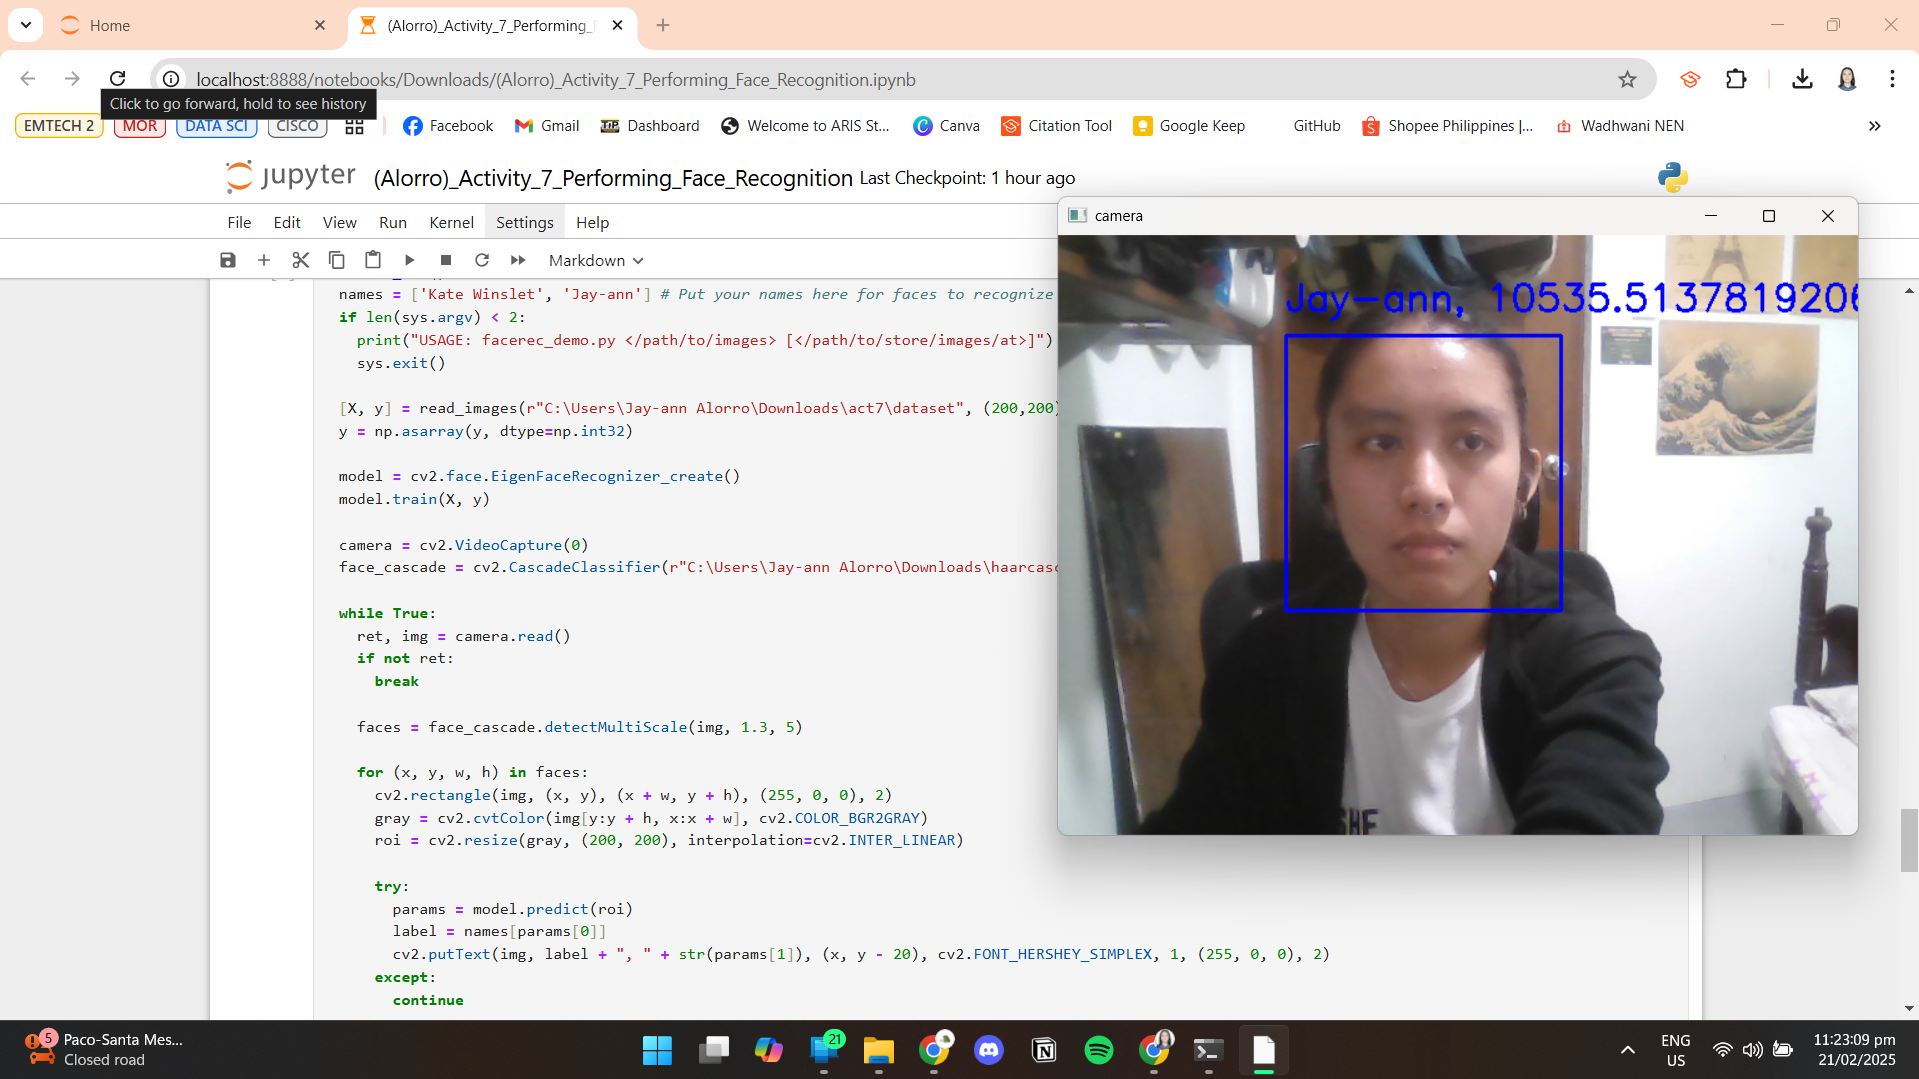 Home
(Alorro)_Activity_7_Performing_
localhost:8888/notebooks/Downloads/(Alorro)_Activity_7_Performing_Face_Recognition.ipynb
Click to go forward, hold to see history
EMTECH 2
MOR
DATA SCI
CISCO
Facebook
Gmail
Dashboard
Welcome to ARIS St...
Canva
Citation Tool
Google Keep
GitHub
Shopee Philippines |...
Wadhwani NEN
jupyter
(Alorro)_Activity_7_Performing_Face_Recognition Last Checkpoint: 1 hour ago
File Edit View Run Kernel Settings Help
Markdown
names = ['Kate Winslet', 'Jay-ann'] # Put your names here for faces to recognize
if len(sys.argv) < 2:
print("USAGE: facerec_demo.py </path/to/images> [</path/to/store/images/at>]")
sys.exit()
[X, y] = read_images(r"C:\Users\Jay-ann Alorro\Downloads\act7\dataset", (200,200)
y = np.asarray(y, dtype=np.int32)
model = cv2.face.EigenFaceRecognizer_create()
model.train(X, y)
camera = cv2.VideoCapture(0)
face_cascade = cv2.CascadeClassifier(r"C:\Users\Jay-ann Alorro\Downloads\haarcasc
while True:
ret, img = camera.read()
if not ret:
break
faces = face_cascade.detectMultiScale(img, 1.3, 5)
for (x, y, w, h) in faces:
cv2.rectangle(img, (x, y), (x + w, y + h), (255, 0, 0), 2)
gray = cv2.cvtColor(img[y:y + h, x:x + w], cv2.COLOR_BGR2GRAY)
roi = cv2.resize(gray, (200, 200), interpolation=cv2.INTER_LINEAR)
try:
params = model.predict(roi)
label = names[params[0]]
cv2.putText(img, label + ", " + str(params[1]), (x, y - 20), cv2.FONT_HERSHEY_SIMPLEX, 1, (255, 0, 0), 2)
except:
continue
camera
Jay-ann, 10535.5137819206
5
Paco-Santa Mes...
Closed road
21
ENG
US
11:23:09 pm
21/02/2025